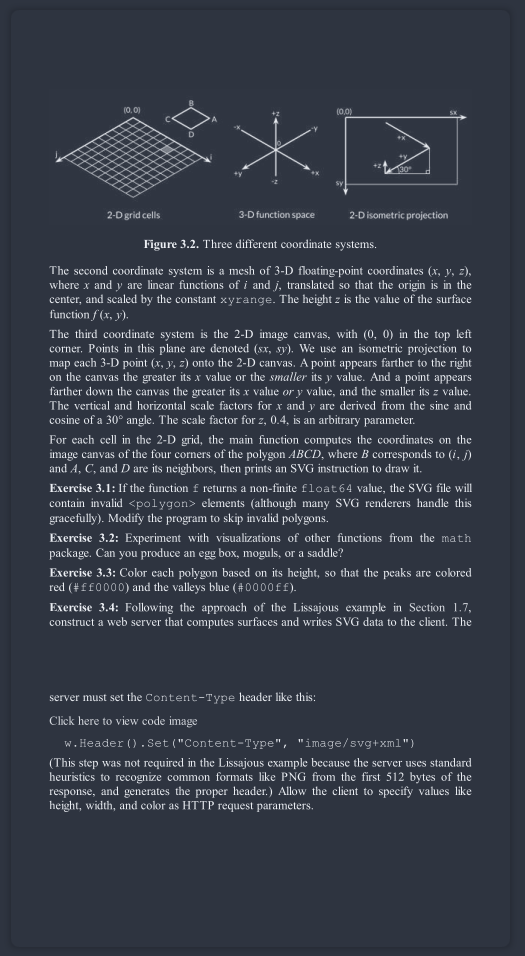 (0, 0)
B
C
A
D
j
i
2-D grid cells
+z
-x
-y
0
+y
+x
-z
3-D function space
(0,0)
sx
+x
+y
+z
30°
sy
2-D isometric projection
Figure 3.2. Three different coordinate systems.
The second coordinate system is a mesh of 3-D floating-point coordinates (x, y, z),
where x and y are linear functions of i and j, translated so that the origin is in the
center, and scaled by the constant xyrange. The height z is the value of the surface
function f (x, y).
The third coordinate system is the 2-D image canvas, with (0, 0) in the top left
corner. Points in this plane are denoted (sx, sy). We use an isometric projection to
map each 3-D point (x, y, z) onto the 2-D canvas. A point appears farther to the right
on the canvas the greater its x value or the smaller its y value. And a point appears
farther down the canvas the greater its x value or y value, and the smaller its z value.
The vertical and horizontal scale factors for x and y are derived from the sine and
cosine of a 30° angle. The scale factor for z, 0.4, is an arbitrary parameter.
For each cell in the 2-D grid, the main function computes the coordinates on the
image canvas of the four corners of the polygon ABCD, where B corresponds to (i, j)
and A, C, and D are its neighbors, then prints an SVG instruction to draw it.
Exercise 3.1: If the function f returns a non-finite float64 value, the SVG file will
contain invalid <polygon> elements (although many SVG renderers handle this
gracefully). Modify the program to skip invalid polygons.
Exercise 3.2: Experiment with visualizations of other functions from the math
package. Can you produce an egg box, moguls, or a saddle?
Exercise 3.3: Color each polygon based on its height, so that the peaks are colored
red (#ff0000) and the valleys blue (#0000ff).
Exercise 3.4: Following the approach of the Lissajous example in Section 1.7,
construct a web server that computes surfaces and writes SVG data to the client. The
server must set the Content-Type header like this:
Click here to view code image
w.Header().Set("Content-Type", "image/svg+xml")
(This step was not required in the Lissajous example because the server uses standard
heuristics to recognize common formats like PNG from the first 512 bytes of the
response, and generates the proper header.) Allow the client to specify values like
height, width, and color as HTTP request parameters.